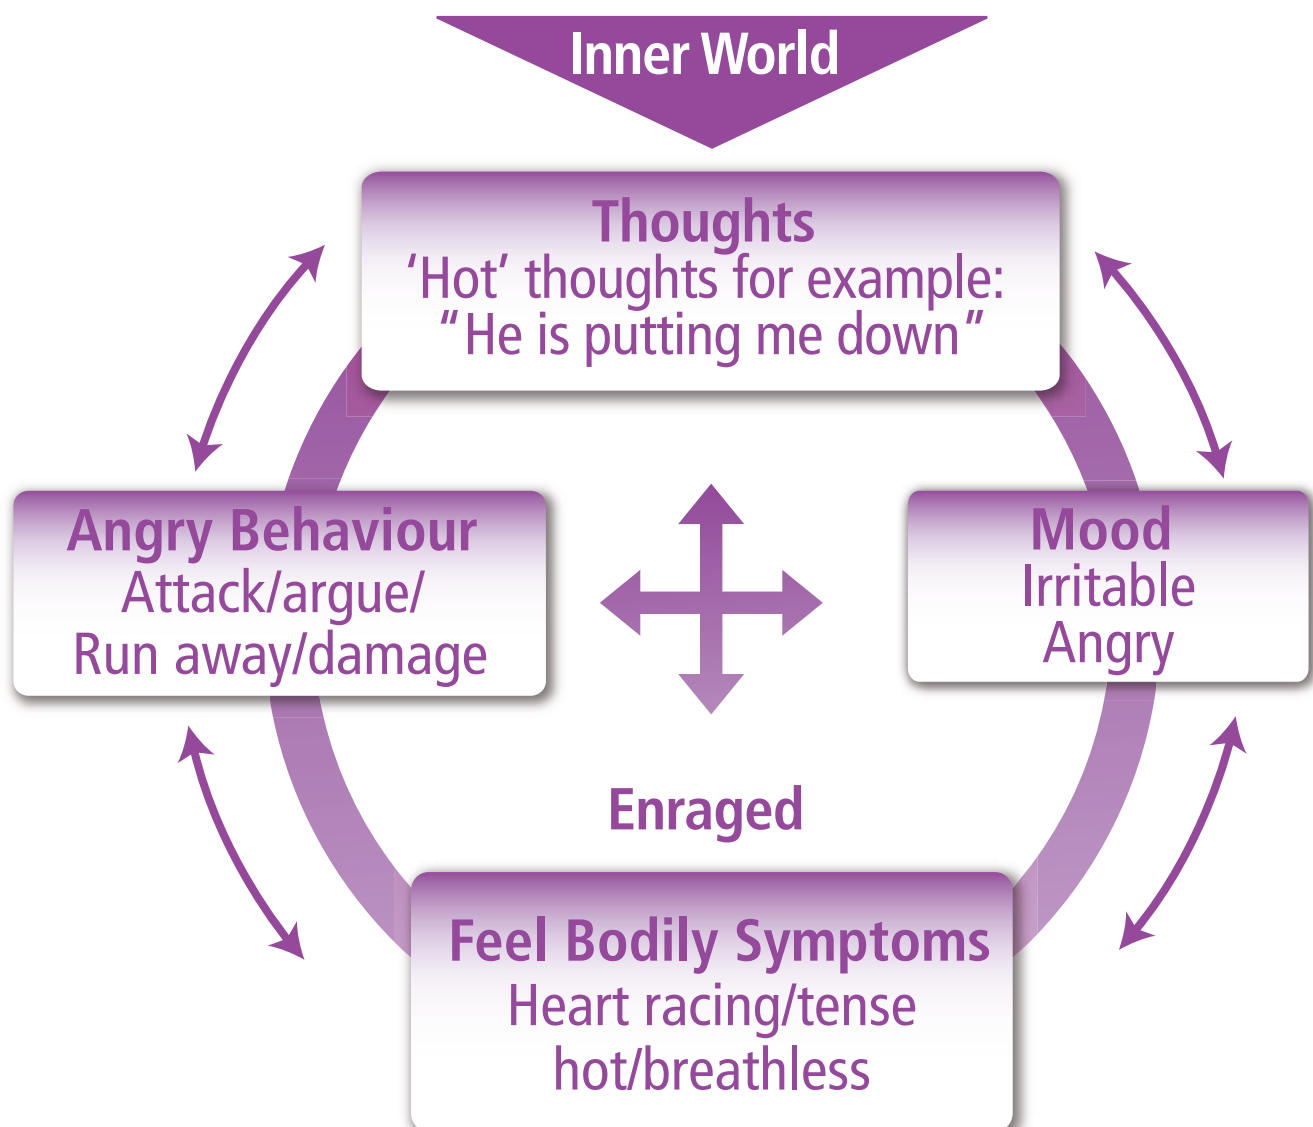 Inner World
Thoughts
‘Hot’ thoughts for example:
“He is putting me down”
Angry Behaviour
Attack/argue/
Run away/damage
Mood
Irritable
Angry
Enraged
Feel Bodily Symptoms
Heart racing/tense
hot/breathless